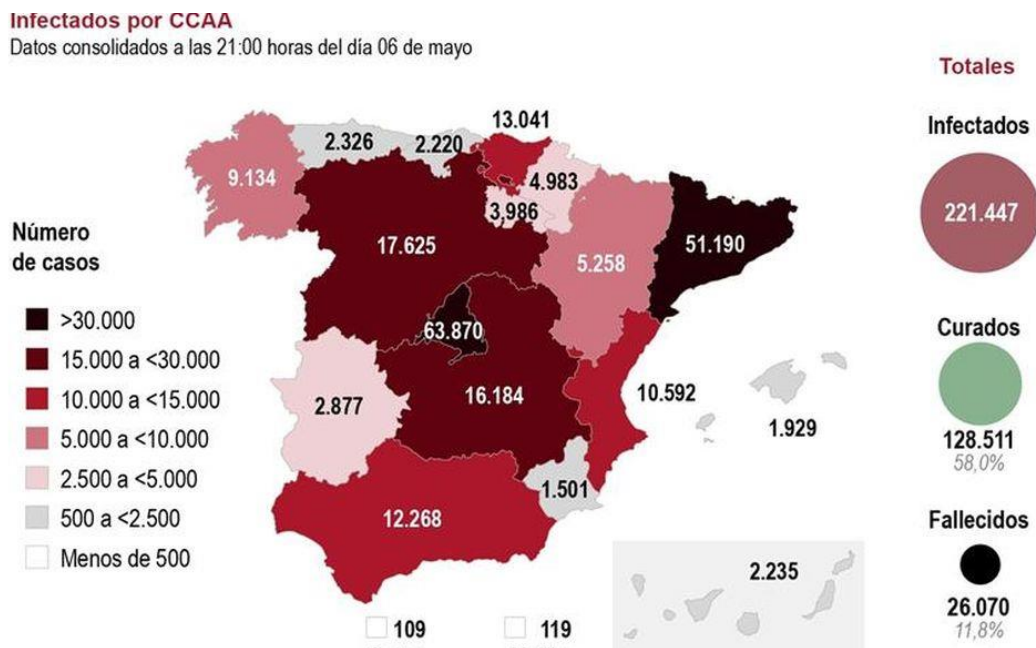 Infectados por CCAA
Datos consolidados a las 21:00 horas del día 06 de mayo
13.041
2.326
2.220
9.134
4.983
3,986
17.625
5.258
51.190
63.870
16.184
10.592
2.877
1.929
1.501
12.268
2.235
109
119
Número
de casos
>30.000
15.000 a <30.000
10.000 a <15.000
5.000 a <10.000
2.500 a <5.000
500 a <2.500
Menos de 500
Totales
Infectados
221.447
Curados
128.511
58,0%
Fallecidos
26.070
11,8%